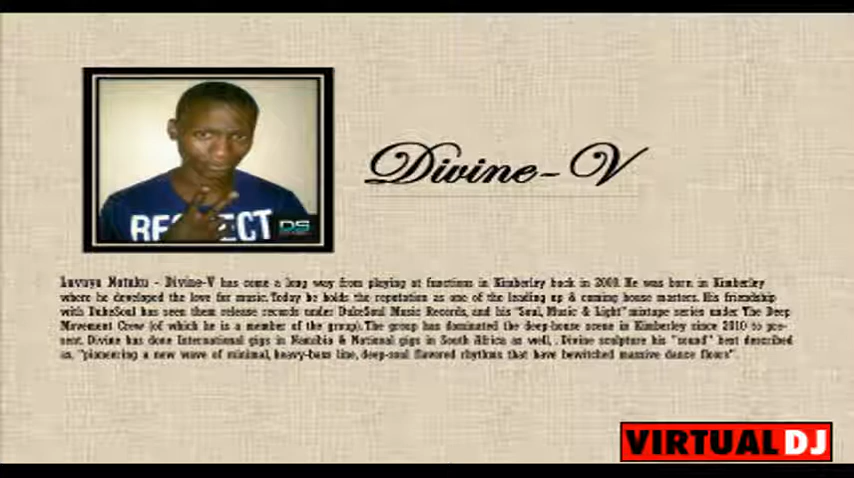 RESPECT
DS
Divine-V
Luvuyo - Divine-V has come a long way from playing at functions in Kimberley back in He was born in Kimberley
where he developed the love for music. Today he holds the reputation as one of the leading up & coming house masters. His friendship
with DukeSoul has seen them release records under DukeSoul Music Records, and his "Soul, Music & Light" mixtape series under The Deep
Movement Crew (of which he is a member of the group). The group has dominated the deep-house scene in Kimberley since 2010 to pre-
sent. Divine has done International gigs in Namibia & National gigs in South Africa as well, . Divine sculpture his "sound" best described
as, "pioneering a new wave of minimal, heavy-bass line, deep-soul flavored rhythms that have bewitched massive dance floors".
VIRTUAL DJ